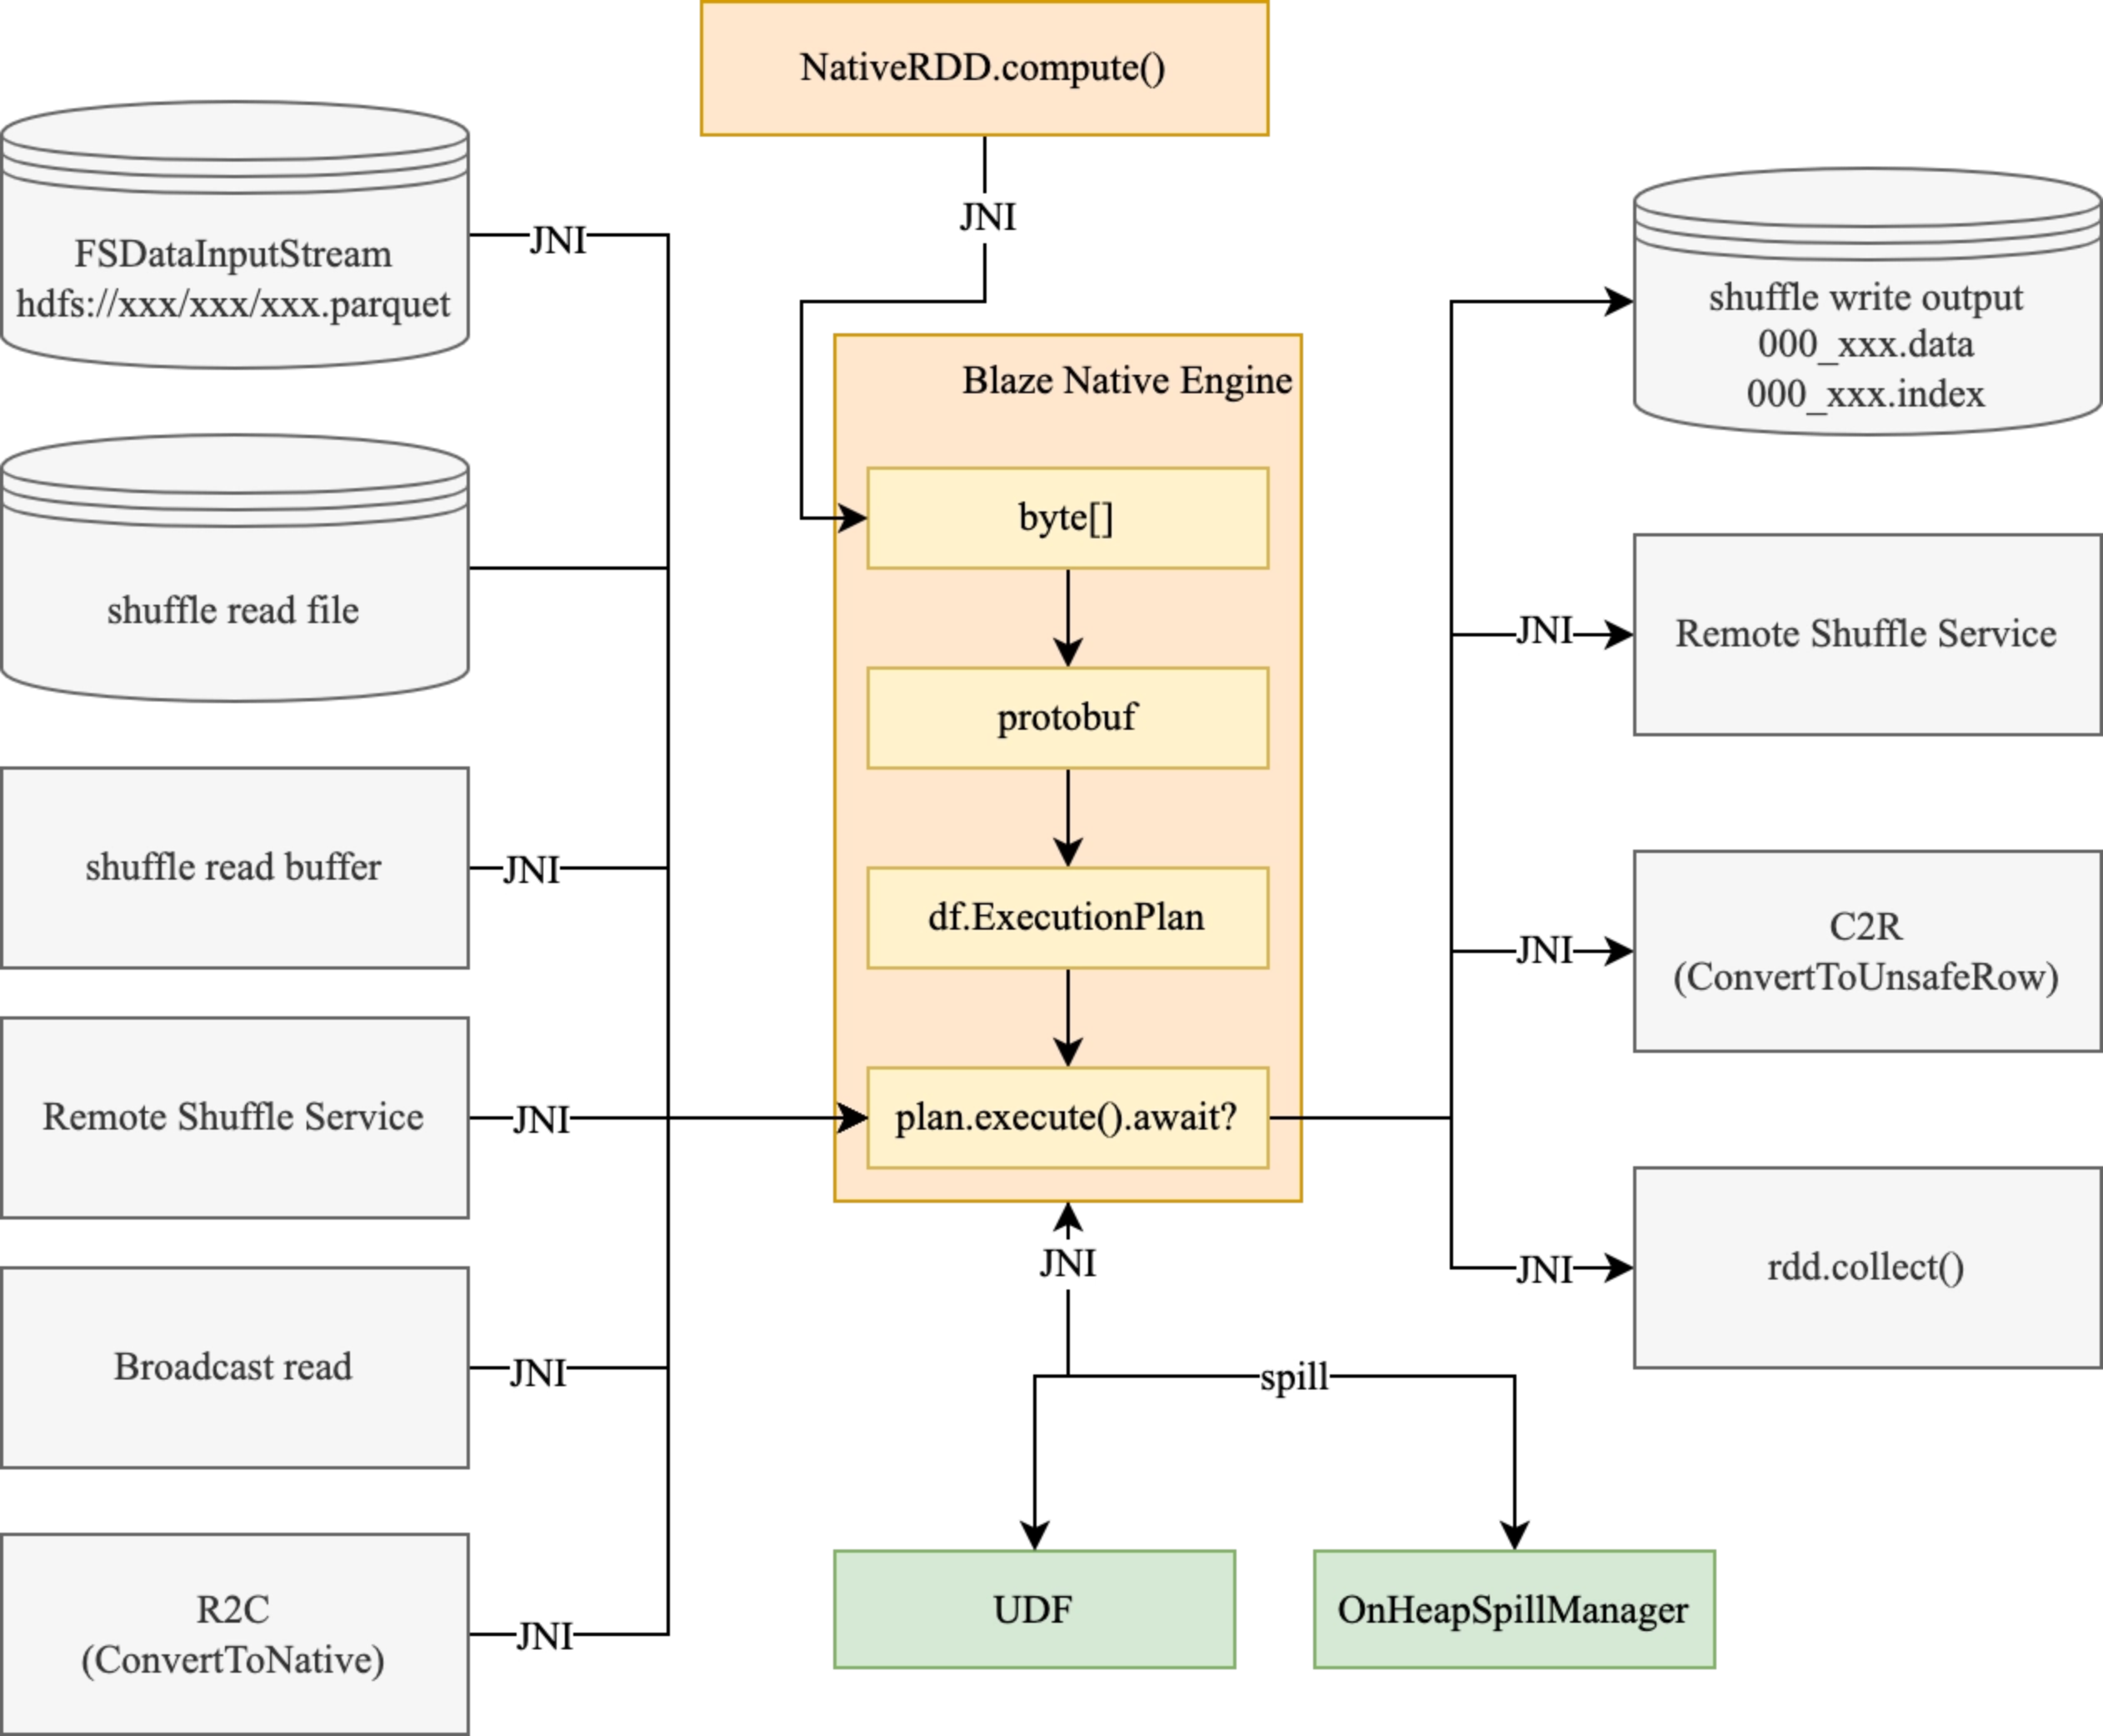 NativeRDD.compute()
JNI
FSDataInputStream
hdfs://xxx/xxx/xxx.parquet
JNI
shuffle read file
shuffle read buffer
JNI
Remote Shuffle Service
JNI
Broadcast read
JNI
R2C
(ConvertToNative)
JNI
Blaze Native Engine
byte[]
protobuf
df.ExecutionPlan
plan.execute().await?
JNI
spill
UDF
OnHeapSpillManager
shuffle write output
000_xxx.data
000_xxx.index
JNI
Remote Shuffle Service
JNI
C2R
(ConvertToUnsafeRow)
JNI
rdd.collect()